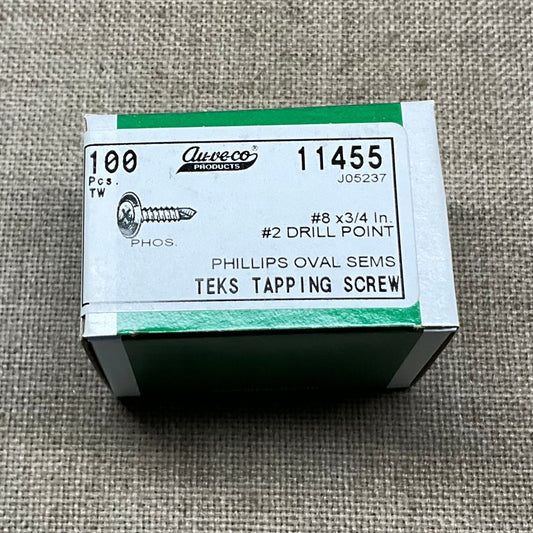 100
Pcs.
TW
au-ve-co®
PRODUCTS
11455
J05237
#8 x3/4 In.
#2 DRILL POINT
PHOS.
PHILLIPS OVAL SEMS
TEKS TAPPING SCREW